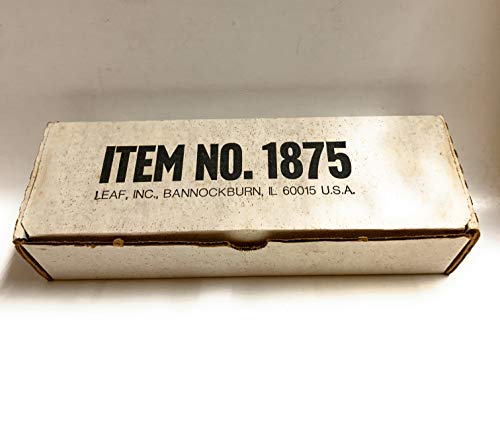 ITEM NO. 1875
LEAF, INC., BANNOCKBURN, IL 60015 U.S.A.